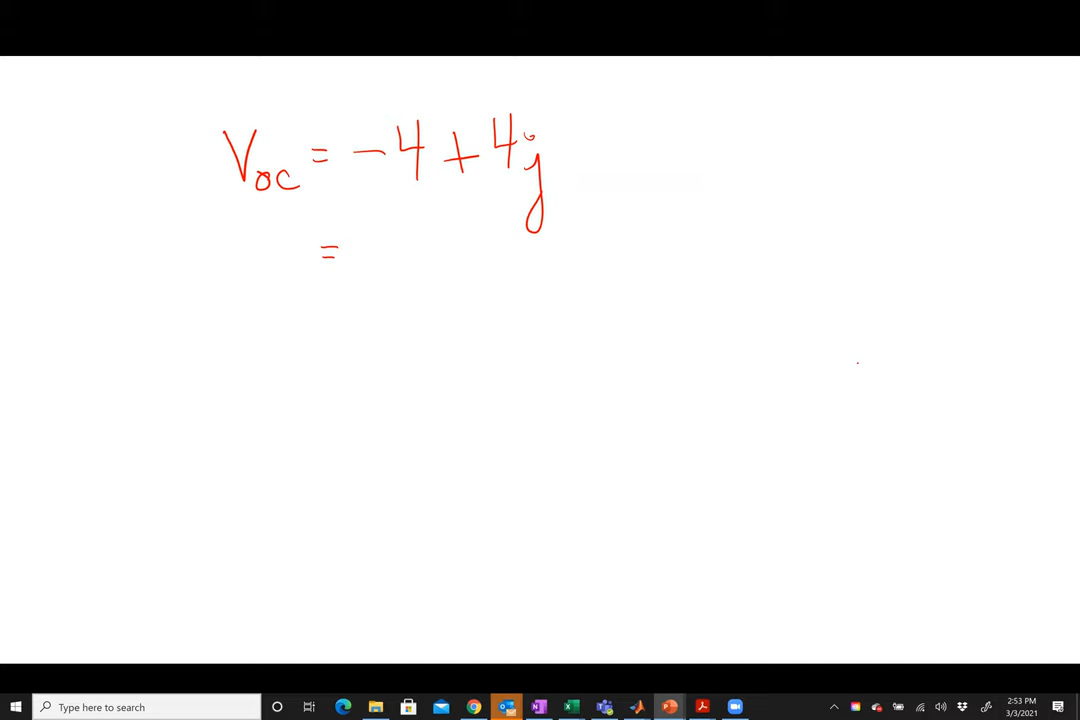 Voc = -4 + 4j
=
Type here to search
2:53 PM
3/3/2021